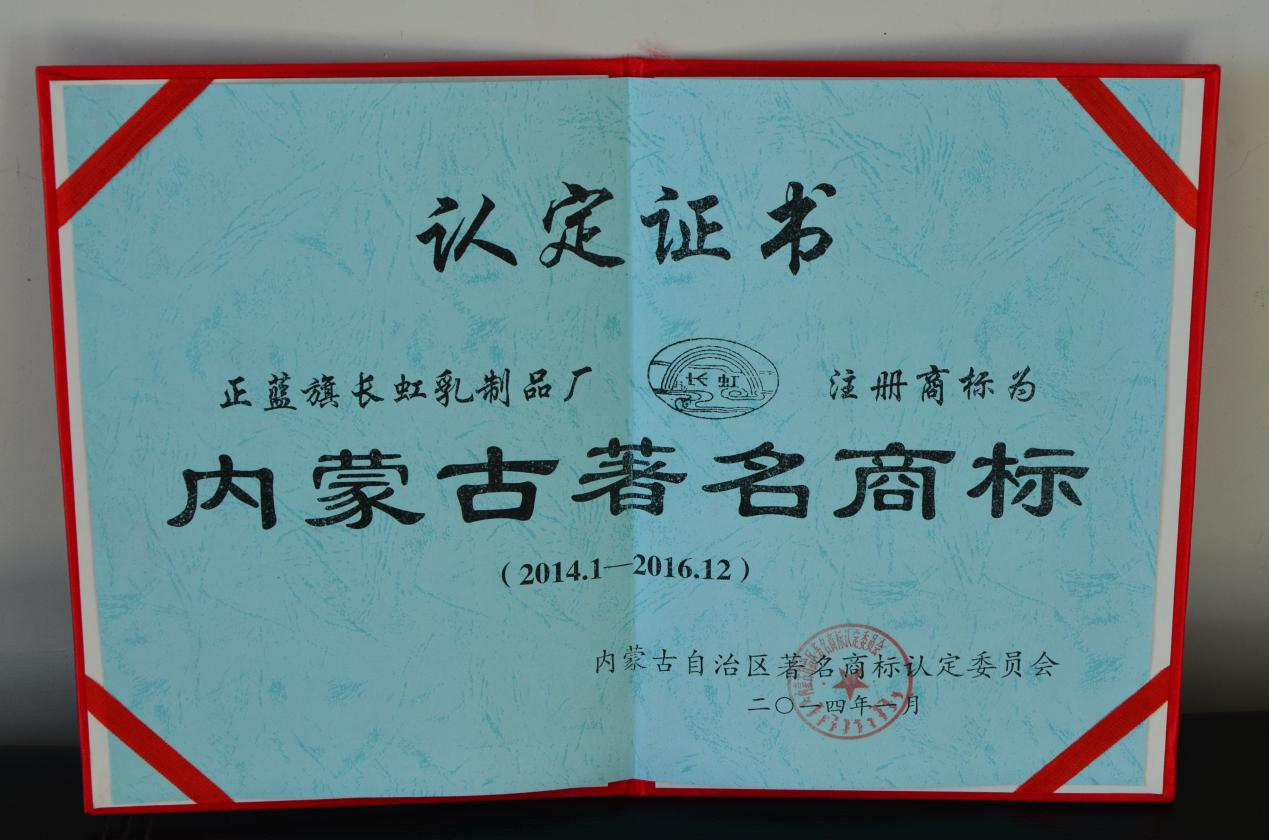 认定证书
正蓝旗长虹乳制品厂 长虹 注册商标为
内蒙古著名商标
(2014.1—2016.12)
内蒙古自治区著名商标认定委员会
二〇一四年一月